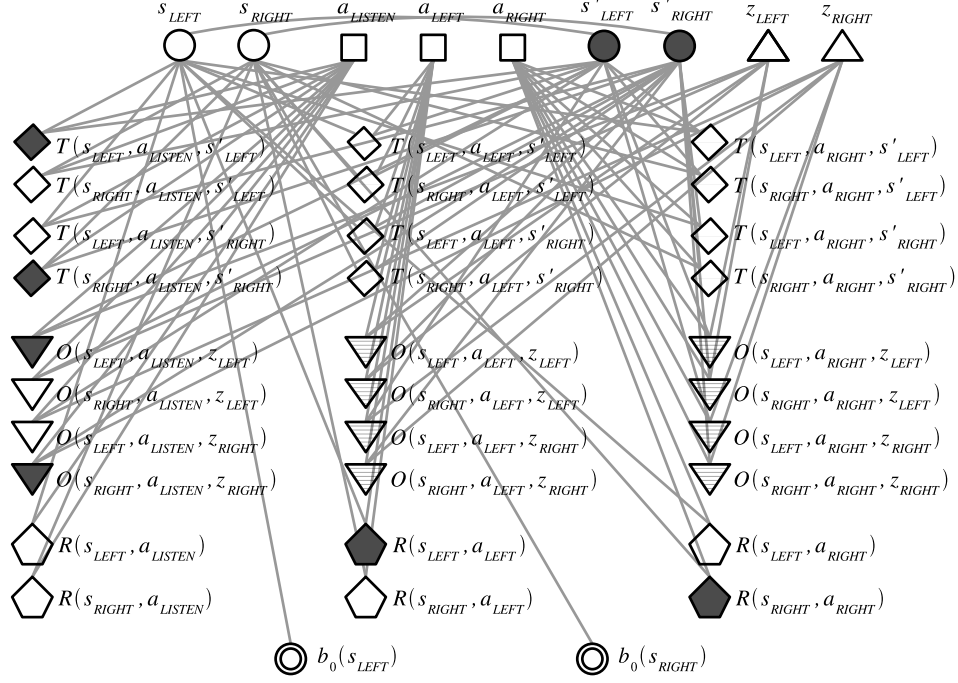 s_LEFT s_RIGHT a_LISTEN a_LEFT a_RIGHT s'_LEFT s'_RIGHT z_LEFT z_RIGHT
T(s_LEFT, a_LISTEN, s'_LEFT) T(s_LEFT, a_LEFT, s'_LEFT) T(s_LEFT, a_RIGHT, s'_LEFT)
T(s_RIGHT, a_LISTEN, s'_LEFT) T(s_RIGHT, a_LEFT, s'_LEFT) T(s_RIGHT, a_RIGHT, s'_LEFT)
T(s_LEFT, a_LISTEN, s'_RIGHT) T(s_LEFT, a_LEFT, s'_RIGHT) T(s_LEFT, a_RIGHT, s'_RIGHT)
T(s_RIGHT, a_LISTEN, s'_RIGHT) T(s_RIGHT, a_LEFT, s'_RIGHT) T(s_RIGHT, a_RIGHT, s'_RIGHT)
O(s_LEFT, a_LISTEN, z_LEFT) O(s_LEFT, a_LEFT, z_LEFT) O(s_LEFT, a_RIGHT, z_LEFT)
O(s_RIGHT, a_LISTEN, z_LEFT) O(s_RIGHT, a_LEFT, z_LEFT) O(s_RIGHT, a_RIGHT, z_LEFT)
O(s_LEFT, a_LISTEN, z_RIGHT) O(s_LEFT, a_LEFT, z_RIGHT) O(s_LEFT, a_RIGHT, z_RIGHT)
O(s_RIGHT, a_LISTEN, z_RIGHT) O(s_RIGHT, a_LEFT, z_RIGHT) O(s_RIGHT, a_RIGHT, z_RIGHT)
R(s_LEFT, a_LISTEN) R(s_LEFT, a_LEFT) R(s_LEFT, a_RIGHT)
R(s_RIGHT, a_LISTEN) R(s_RIGHT, a_LEFT) R(s_RIGHT, a_RIGHT)
b_0(s_LEFT) b_0(s_RIGHT)